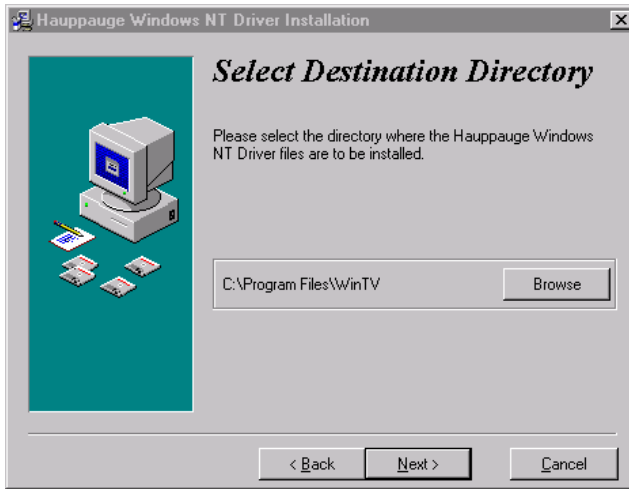 Hauppauge Windows NT Driver Installation
Select Destination Directory
Please select the directory where the Hauppauge Windows
NT Driver files are to be installed.
C:\Program Files\WinTV
Browse
< Back
Next >
Cancel